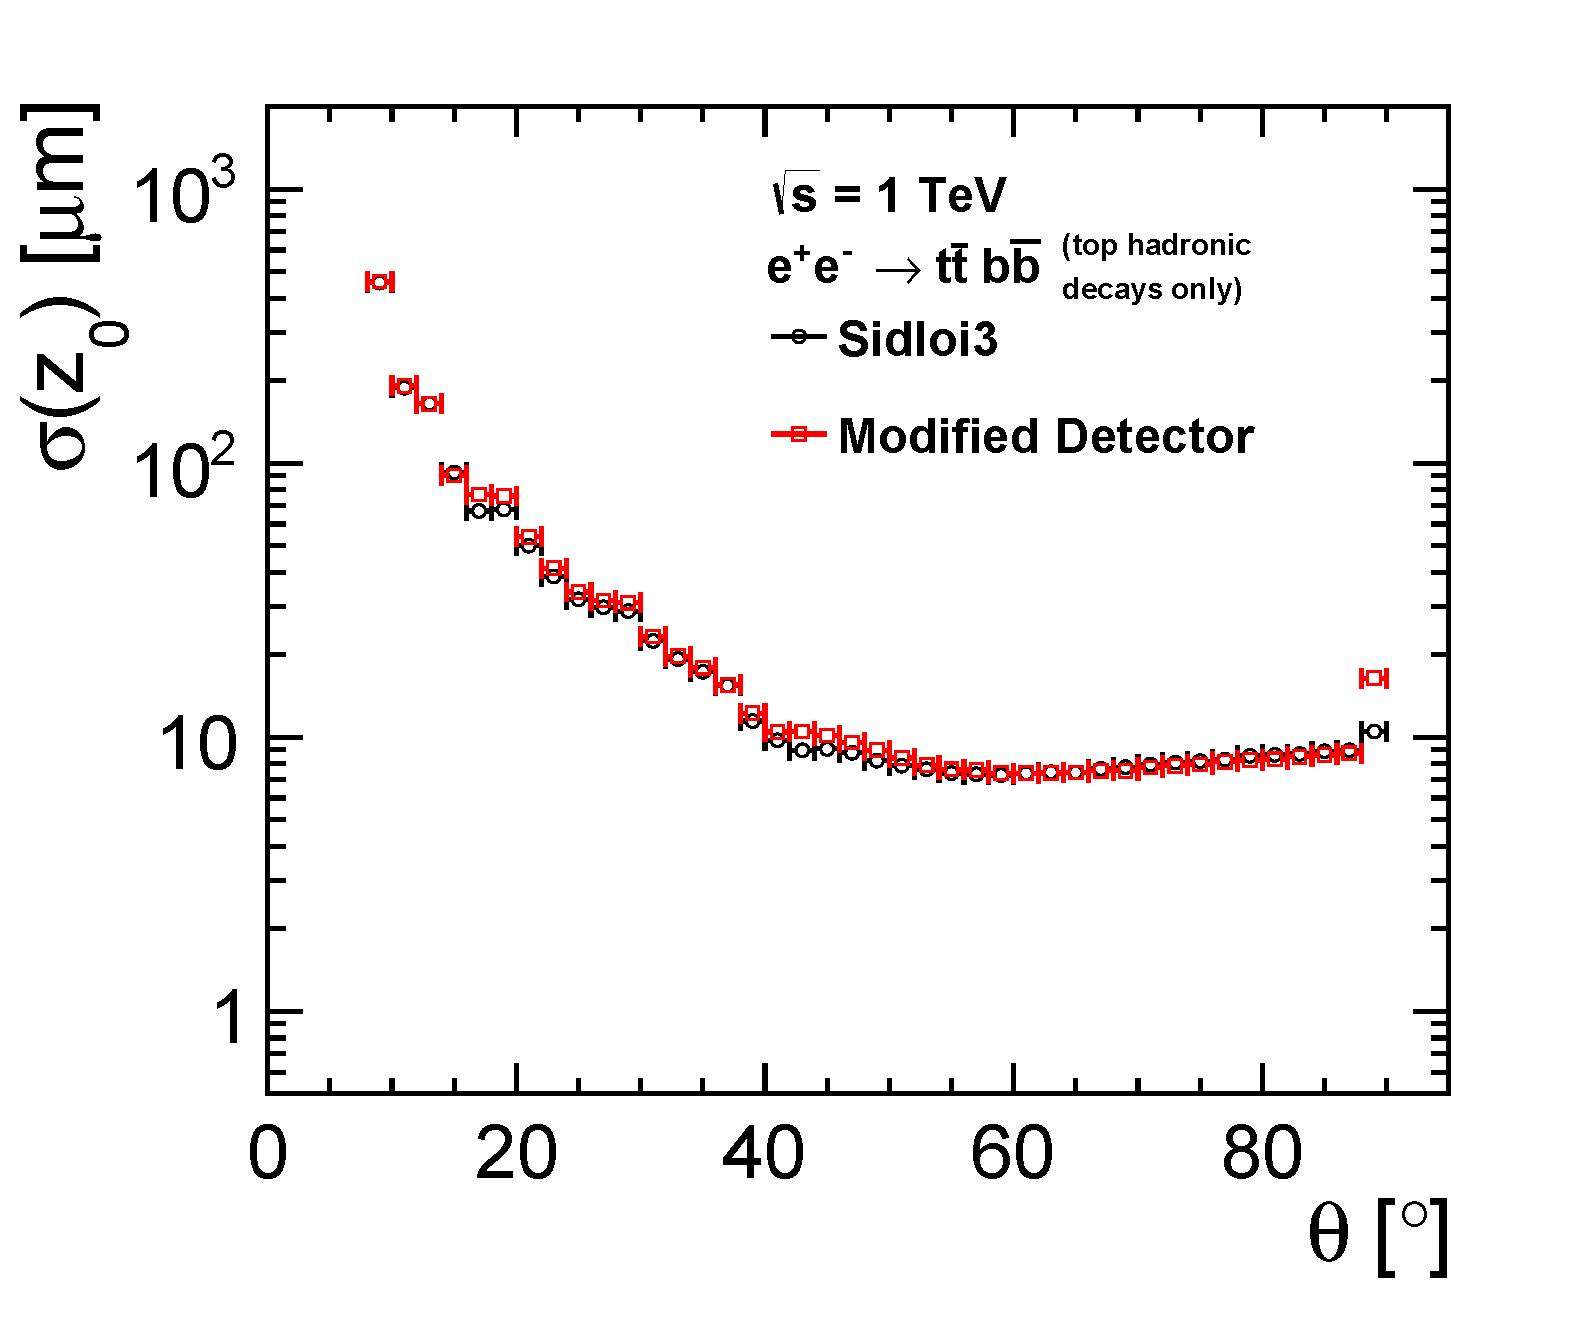 σ(z₀) [μm]
10³
10²
10
1
√s = 1 TeV
e⁺e⁻ → tt̄ bb̄ (top hadronic
decays only)
Sidloi3
Modified Detector
0 20 40 60 80
θ [°]